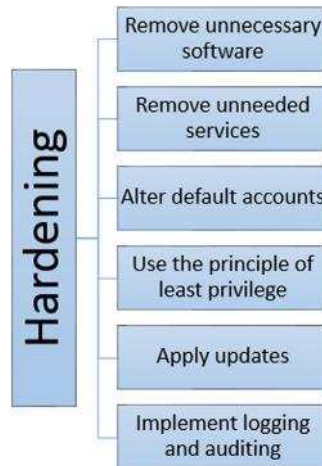 Hardening
Remove unnecessary
software
Remove unneeded
services
Alter default accounts
Use the principle of
least privilege
Apply updates
Implement logging
and auditing